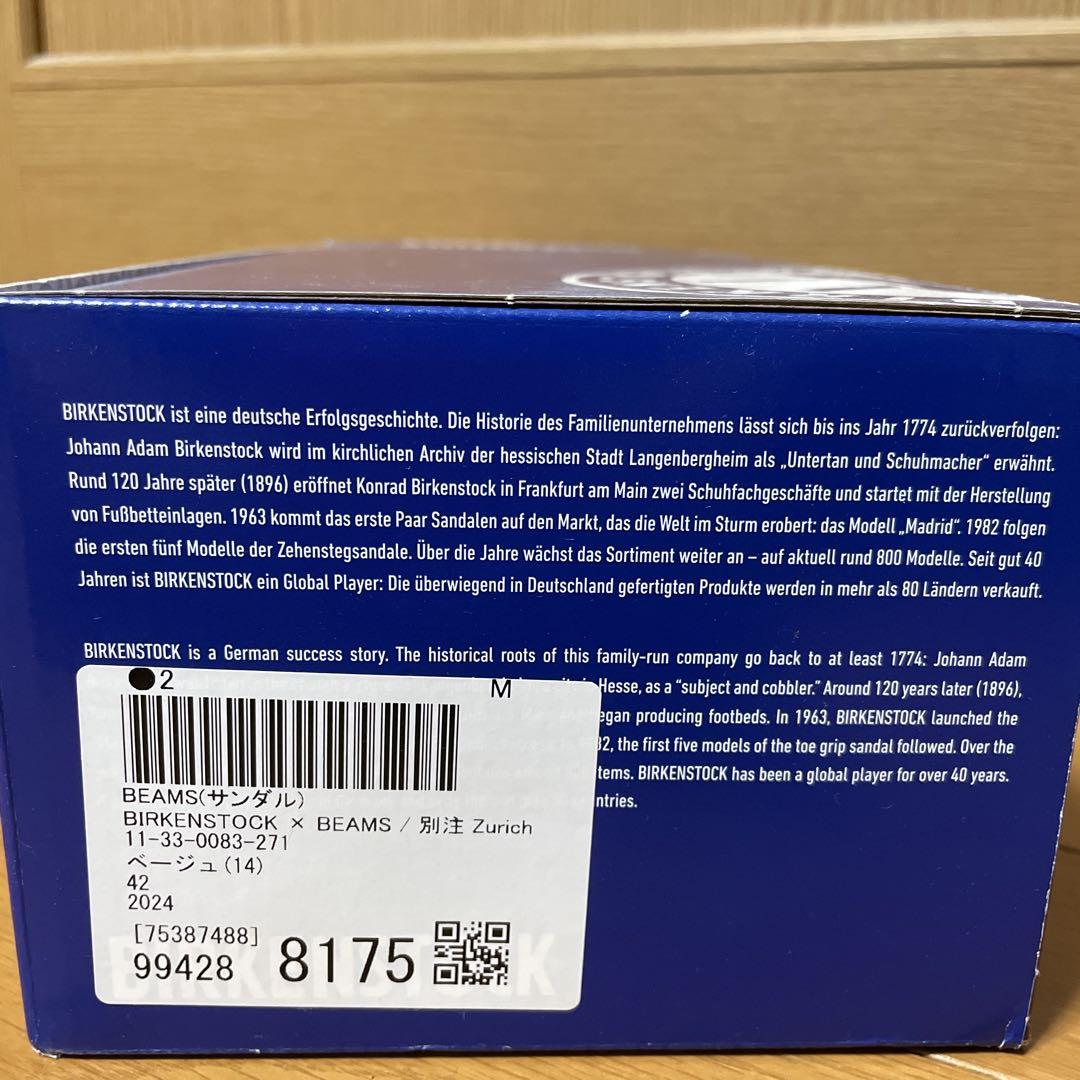 BIRKENSTOCK ist eine deutsche Erfolgsgeschichte. Die Historie des Familienunternehmens lässt sich bis ins Jahr 1774 zurückverfolgen:
Johann Adam Birkenstock wird im kirchlichen Archiv der hessischen Stadt Langenbergheim als „Untertan und Schuhmacher“ erwähnt.
Rund 120 Jahre später (1896) eröffnet Konrad Birkenstock in Frankfurt am Main zwei Schuhfachgeschäfte und startet mit der Herstellung
von Fußbetteinlagen. 1963 kommt das erste Paar Sandalen auf den Markt, das die Welt im Sturm erobert: das Modell „Madrid“. 1982 folgen
die ersten fünf Modelle der Zehenstegsandale. Über die Jahre wächst das Sortiment weiter an – auf aktuell rund 800 Modelle. Seit gut 40
Jahren ist BIRKENSTOCK ein Global Player: Die überwiegend in Deutschland gefertigten Produkte werden in mehr als 80 Ländern verkauft.
BIRKENSTOCK is a German success story. The historical roots of this family-run company go back to at least 1774: Johann Adam
Hesse, as a “subject and cobbler.” Around 120 years later (1896),
egan producing footbeds. In 1963, BIRKENSTOCK launched the
82, the first five models of the toe grip sandal followed. Over the
tems. BIRKENSTOCK has been a global player for over 40 years.
ntries.
●2 M
BEAMS(サンダル)
BIRKENSTOCK × BEAMS / 別注 Zurich
11-33-0083-271
ベージュ(14)
42
2024
[75387488]
99428 8175
BIRKENSTOCK